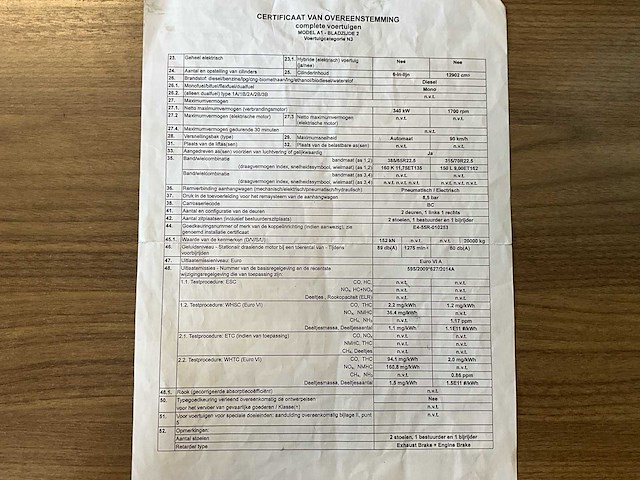 CERTIFICAAT VAN OVEREENSTEMMING
complete voertuigen
MODEL A1 - BLADZIJDE 2
Voertuigcategorie N3
23. Geheel elektrisch 23.1. Hybride (elektrisch) voertuig (ja/nee) Nee Nee
24. Aantal en opstelling van cilinders 25. Cilinderinhoud 6-in-lijn 12902 cm³
26. Brandstof: diesel/benzine/lpg/cng-biomethaan/lng/ethanol/biodiesel/waterstof Diesel
26.1. Monofuel/bifuel/flexfuel/dualfuel Mono
26.2. (alleen dualfuel) type 1A/1B/2A/2B/3B n.v.t.
27. Maximumvermogen
27.1. Netto maximumvermogen (verbrandingsmotor) 340 kW 1700 rpm
27.2 Maximumvermogen (elektrische motor) 27.3 Netto maximumvermogen (elektrische motor) n.v.t. n.v.t.
27.4. Maximumvermogen gedurende 30 minuten n.v.t.
28. Versnellingsbak (type) 29. Maximumsnelheid Automaat 90 km/h
31. Plaats van de liftas(sen) 32. Plaats van de belastbare as(sen) n.v.t. n.v.t.
33. Aangedreven as(sen) voorzien van luchtvering of gelijkwaardig Ja
35. Band/wielcombinatie bandmaat (as 1,2) 385/65R22.5 315/70R22.5
(draagvermogen index, snelheidssymbool, wielmaat) (as 1,2) 160 K 11,75ET135 150 L 9,00ET162
Band/wielcombinatie bandmaat (as 3,4) n.v.t. n.v.t.
(draagvermogen index, snelheidssymbool, wielmaat) (as 3,4) n.v.t. n.v.t. n.v.t. n.v.t. n.v.t. n.v.t.
36. Remverbinding aanhangwagen (mechanisch/elektrisch/pneumatisch/hydraulisch) Pneumatisch / Elektrisch
37. Druk in de toevoerleiding voor het remsysteem van de aanhangwagen 8,5 bar
38. Carrosseriecode BC
41. Aantal en configuratie van de deuren 2 deuren, 1 links 1 rechts
42. Aantal zitplaatsen (inclusief bestuurderszitplaats) 2 stoelen, 1 bestuurder en 1 bijrijder
44. Goedkeuringsnummer of merk van de koppelinrichting (indien aanwezig), zie genoemd installatie certificaat E4-55R-010253
45.1. Waarde van de kenmerken (D/V/S/U): 152 kN n.v.t. n.v.t. 20000 kg
46. Geluidsniveau - Stationair draaiende motor bij een toerental van - Tijdens voorbijrijden 89 db(A) 1275 min-1 80 db(A)
47. Uitlaatemissieniveau: Euro Euro VI A
48. Uitlaatemissies - Nummer van de basisregelgeving en de recentste wijzigingsregelgeving die van toepassing zijn: 595/2009*627/2014A
1.1. Testprocedure: ESC CO, HC, n.v.t. n.v.t.
NOₓ, HC+NOₓ n.v.t. n.v.t.
Deeltjes , Rookopaciteit (ELR) n.v.t. n.v.t.
1.2. Testprocedure: WHSC (Euro VI) CO, THC 2.2 mg/kWh 1.2 mg/kWh
NOₓ, NMHC 34.4 mg/kWh n.v.t.
CH₄, NH₃ n.v.t. 1.17 ppm
Deeltjesmassa, Deeltjesaantal 1.1 mg/kWh 1.1E11 #/kWh
2.1. Testprocedure: ETC (indien van toepassing) CO, NOₓ n.v.t. n.v.t.
NMHC, THC n.v.t. n.v.t.
CH₄, Deeltjes n.v.t. n.v.t.
2.2. Testprocedure: WHTC (Euro VI) CO, THC 94.1 mg/kWh 2.0 mg/kWh
NOₓ, NMHC 160.8 mg/kWh n.v.t.
CH₄, NH₃ n.v.t. 0.56 ppm
Deeltjesmassa, Deeltjesaantal 1.5 mg/kWh 1.5E11 #/kWh
48.1. Rook (gecorrigeerde absorptiecoëfficiënt) n.v.t.
50. Typegoedkeuring verleend overeenkomstig de ontwerpeisen Nee
voor het vervoer van gevaarlijke goederen / Klasse(n) n.v.t.
51. Voor voertuigen voor speciale doeleinden: aanduiding overeenkomstig bijlage II, punt 5 n.v.t.
52. Opmerkingen:
Aantal stoelen 2 stoelen, 1 bestuurder en 1 bijrijder
Retarder type Exhaust Brake + Engine Brake